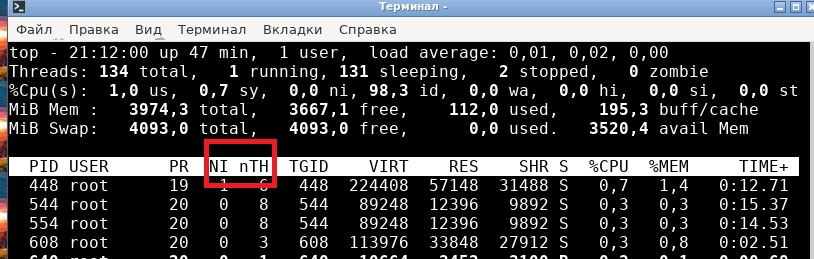 Терминал -
Файл Правка Вид Терминал Вкладки Справка
top - 21:12:00 up 47 min, 1 user, load average: 0,01, 0,02, 0,00
Threads: 134 total, 1 running, 131 sleeping, 2 stopped, 0 zombie
%Cpu(s): 1,0 us, 0,7 sy, 0,0 ni, 98,3 id, 0,0 wa, 0,0 hi, 0,0 si, 0,0 st
MiB Mem : 3974,3 total, 3667,1 free, 112,0 used, 195,3 buff/cache
MiB Swap: 4093,0 total, 4093,0 free, 0,0 used. 3520,4 avail Mem
PID USER PR NI nTH TGID VIRT RES SHR S %CPU %MEM TIME+
448 root 19 -1 6 448 224408 57148 31488 S 0,7 1,4 0:12.71
544 root 20 0 8 544 89248 12396 9892 S 0,3 0,3 0:15.37
554 root 20 0 8 544 89248 12396 9892 S 0,3 0,3 0:14.53
608 root 20 0 3 608 113976 33848 27912 S 0,3 0,8 0:02.51